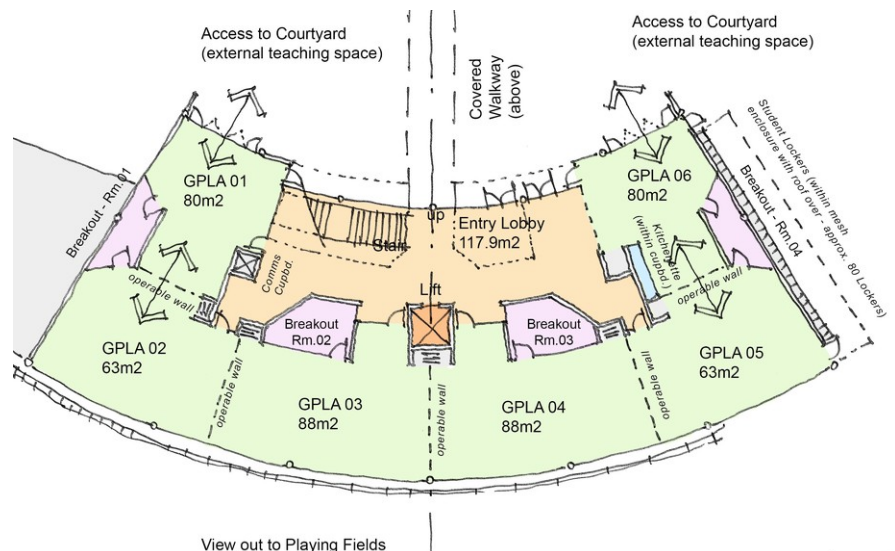 Access to Courtyard
(external teaching space)
Access to Courtyard
(external teaching space)
Covered
Walkway
(above)
Student Lockers (within mesh
enclosure with roof over - approx. 80 Lockers)
Breakout - Rm.01
GPLA 01
80m2
GPLA 06
80m2
Breakout - Rm.04
up
Stair
Entry Lobby
117.9m2
Kitchenette
(within cupbd.)
Comms
Cupbd.
operable wall
operable wall
Lift
Breakout
Rm.02
Breakout
Rm.03
GPLA 02
63m2
GPLA 05
63m2
operable wall
operable wall
operable wall
GPLA 03
88m2
GPLA 04
88m2
View out to Playing Fields